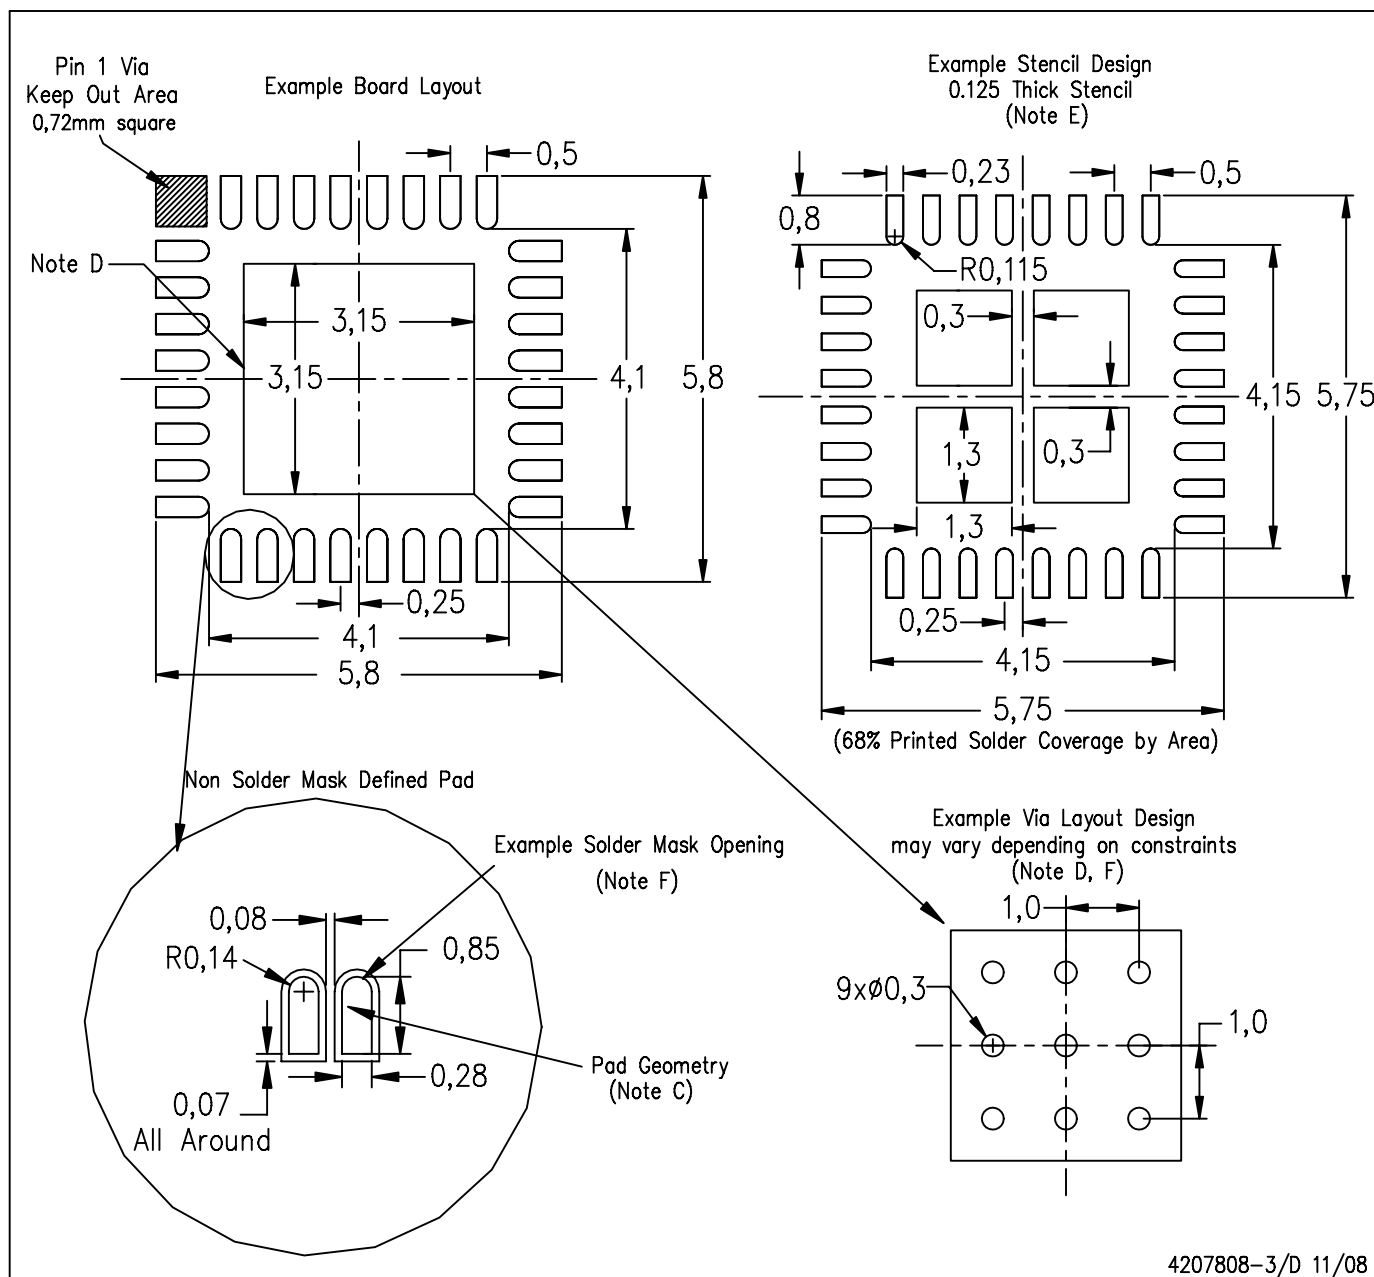 Pin 1 Via
Keep Out Area
0,72mm square
Example Board Layout
0,5
Note D
3,15
3,15
4,1
5,8
0,25
4,1
5,8
Example Stencil Design
0.125 Thick Stencil
(Note E)
0,23
0,5
0,8
R0,115
0,3
4,15
5,75
1,3
0,3
1,3
0,25
4,15
5,75
(68% Printed Solder Coverage by Area)
Non Solder Mask Defined Pad
Example Solder Mask Opening
(Note F)
0,08
R0,14
0,85
Pad Geometry
(Note C)
0,28
0,07
All Around
Example Via Layout Design
may vary depending on constraints
(Note D, F)
1,0
9xø0,3
1,0
4207808-3/D 11/08